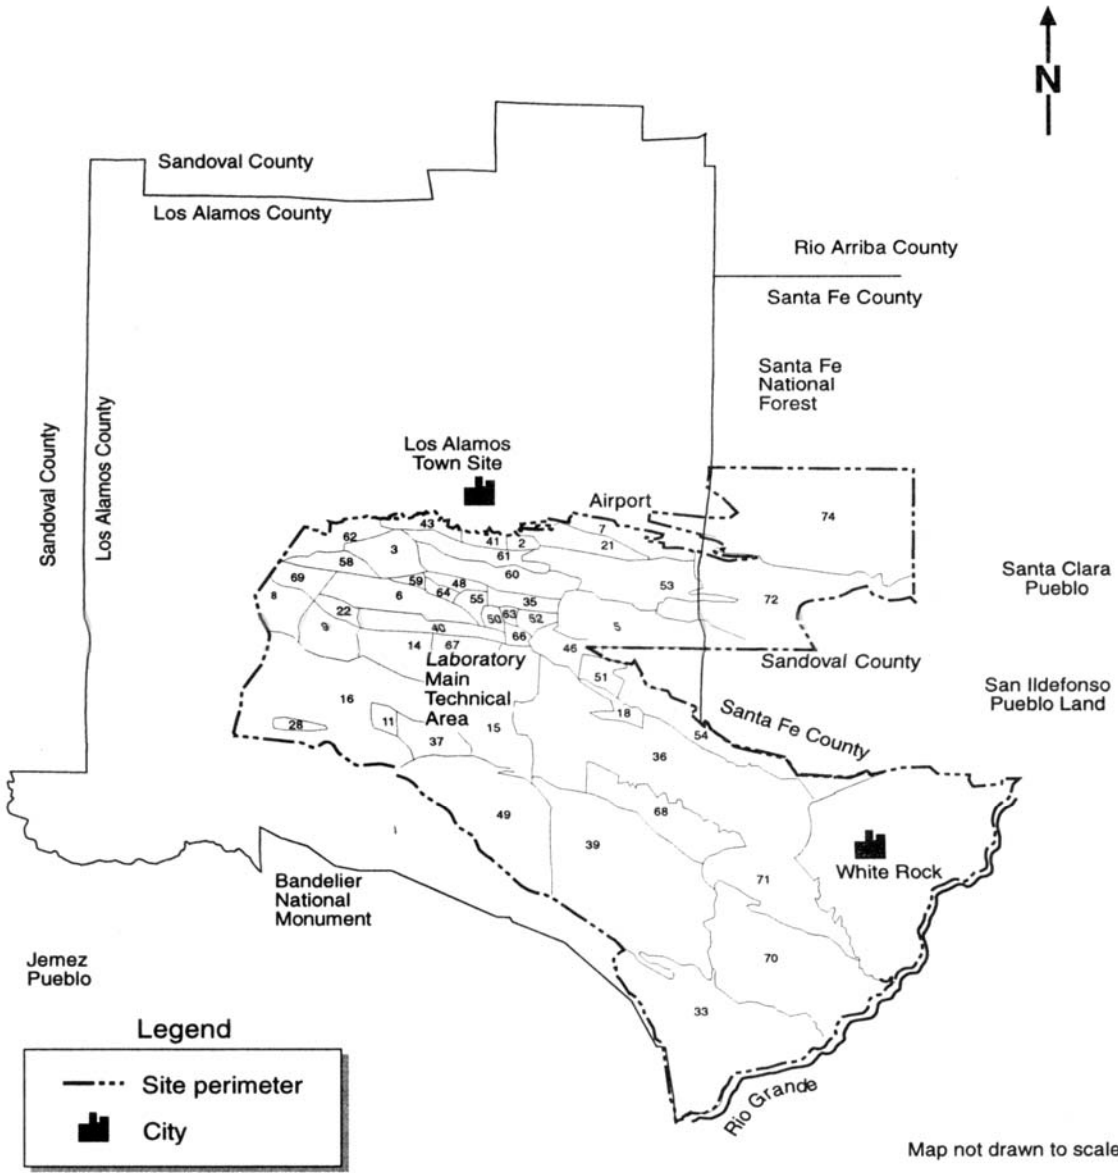 N
Sandoval County
Los Alamos County
Rio Arriba County
Santa Fe County
Santa Fe
National
Forest
Sandoval County
Los Alamos County
Los Alamos
Town Site
Airport
74
43
7
62
41
2
21
3
61
58
60
53
Santa Clara
Pueblo
69
59
48
72
8
6
64
55
35
22
50
63
52
9
40
66
5
14
67
46
Laboratory
Main
Technical
Area
Sandoval County
51
San Ildefonso
Pueblo Land
16
28
11
15
18
Santa Fe County
37
54
36
49
68
39
White Rock
71
Bandelier
National
Monument
Jemez
Pueblo
70
33
Rio Grande
Legend
Site perimeter
City
Map not drawn to scale